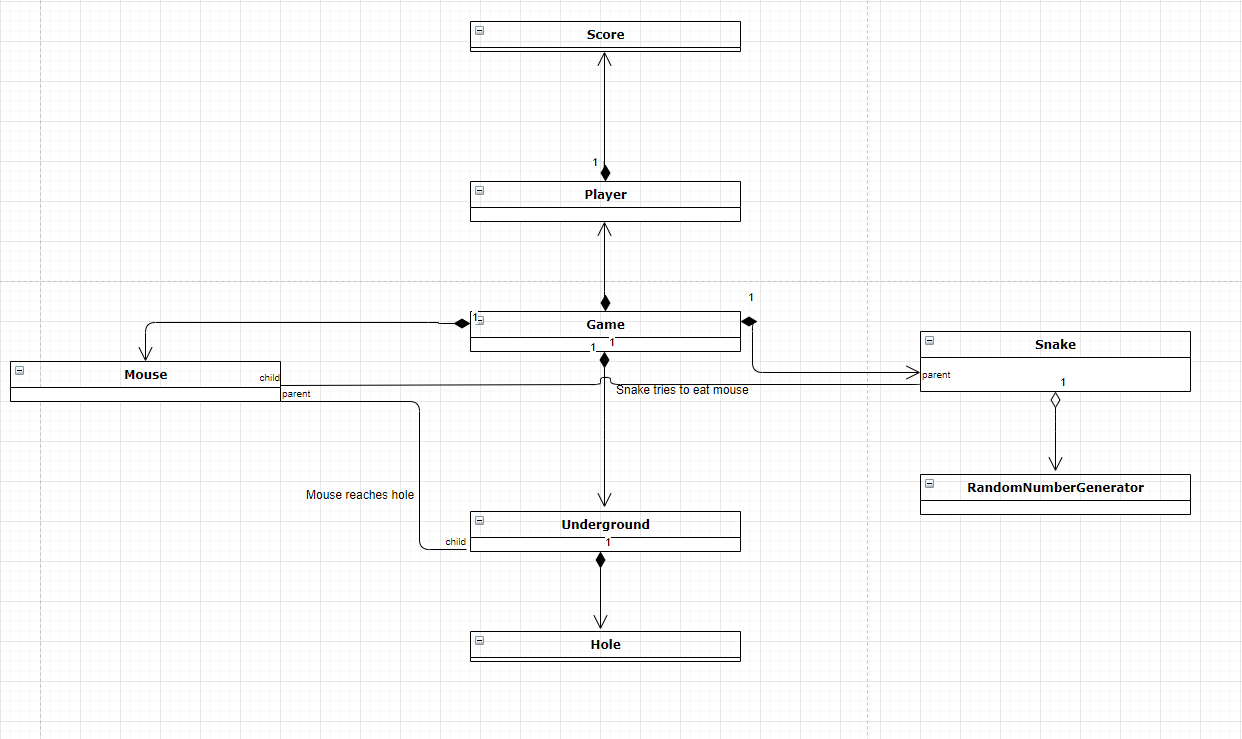 Score
1
Player
1
1
Game
1
1
Snake
Mouse
child
parent
parent
1
Snake tries to eat mouse
RandomNumberGenerator
Mouse reaches hole
Underground
child
1
Hole